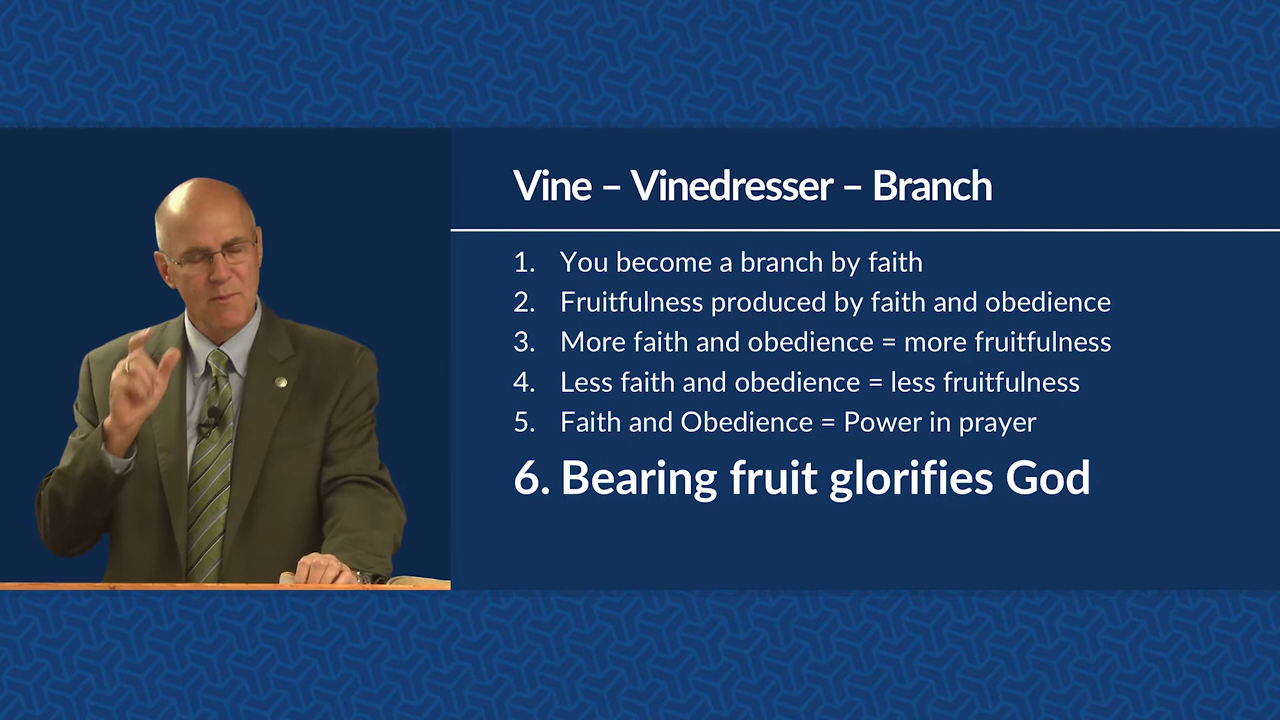 Vine – Vinedresser – Branch
1. You become a branch by faith
2. Fruitfulness produced by faith and obedience
3. More faith and obedience = more fruitfulness
4. Less faith and obedience = less fruitfulness
5. Faith and Obedience = Power in prayer
6. Bearing fruit glorifies God